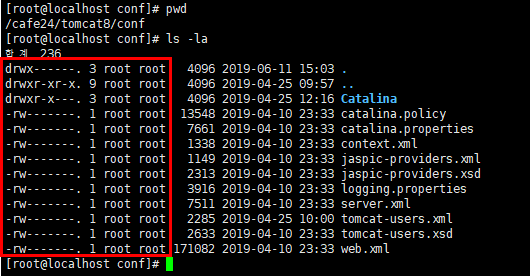 [root@localhost conf]# pwd
/cafe24/tomcat8/conf
[root@localhost conf]# ls -la
합계 236
drwx------. 3 root root 4096 2019-06-11 15:03 .
drwxr-xr-x. 9 root root 4096 2019-04-25 09:57 ..
drwxr-x---. 3 root root 4096 2019-04-25 12:16 Catalina
-rw-------. 1 root root 13548 2019-04-10 23:33 catalina.policy
-rw-------. 1 root root 7661 2019-04-10 23:33 catalina.properties
-rw-------. 1 root root 1338 2019-04-10 23:33 context.xml
-rw-------. 1 root root 1149 2019-04-10 23:33 jaspic-providers.xml
-rw-------. 1 root root 2313 2019-04-10 23:33 jaspic-providers.xsd
-rw-------. 1 root root 3916 2019-04-10 23:33 logging.properties
-rw-------. 1 root root 7511 2019-04-10 23:33 server.xml
-rw-------. 1 root root 2285 2019-04-25 10:00 tomcat-users.xml
-rw-------. 1 root root 2633 2019-04-10 23:33 tomcat-users.xsd
-rw-------. 1 root root 171082 2019-04-10 23:33 web.xml
[root@localhost conf]#